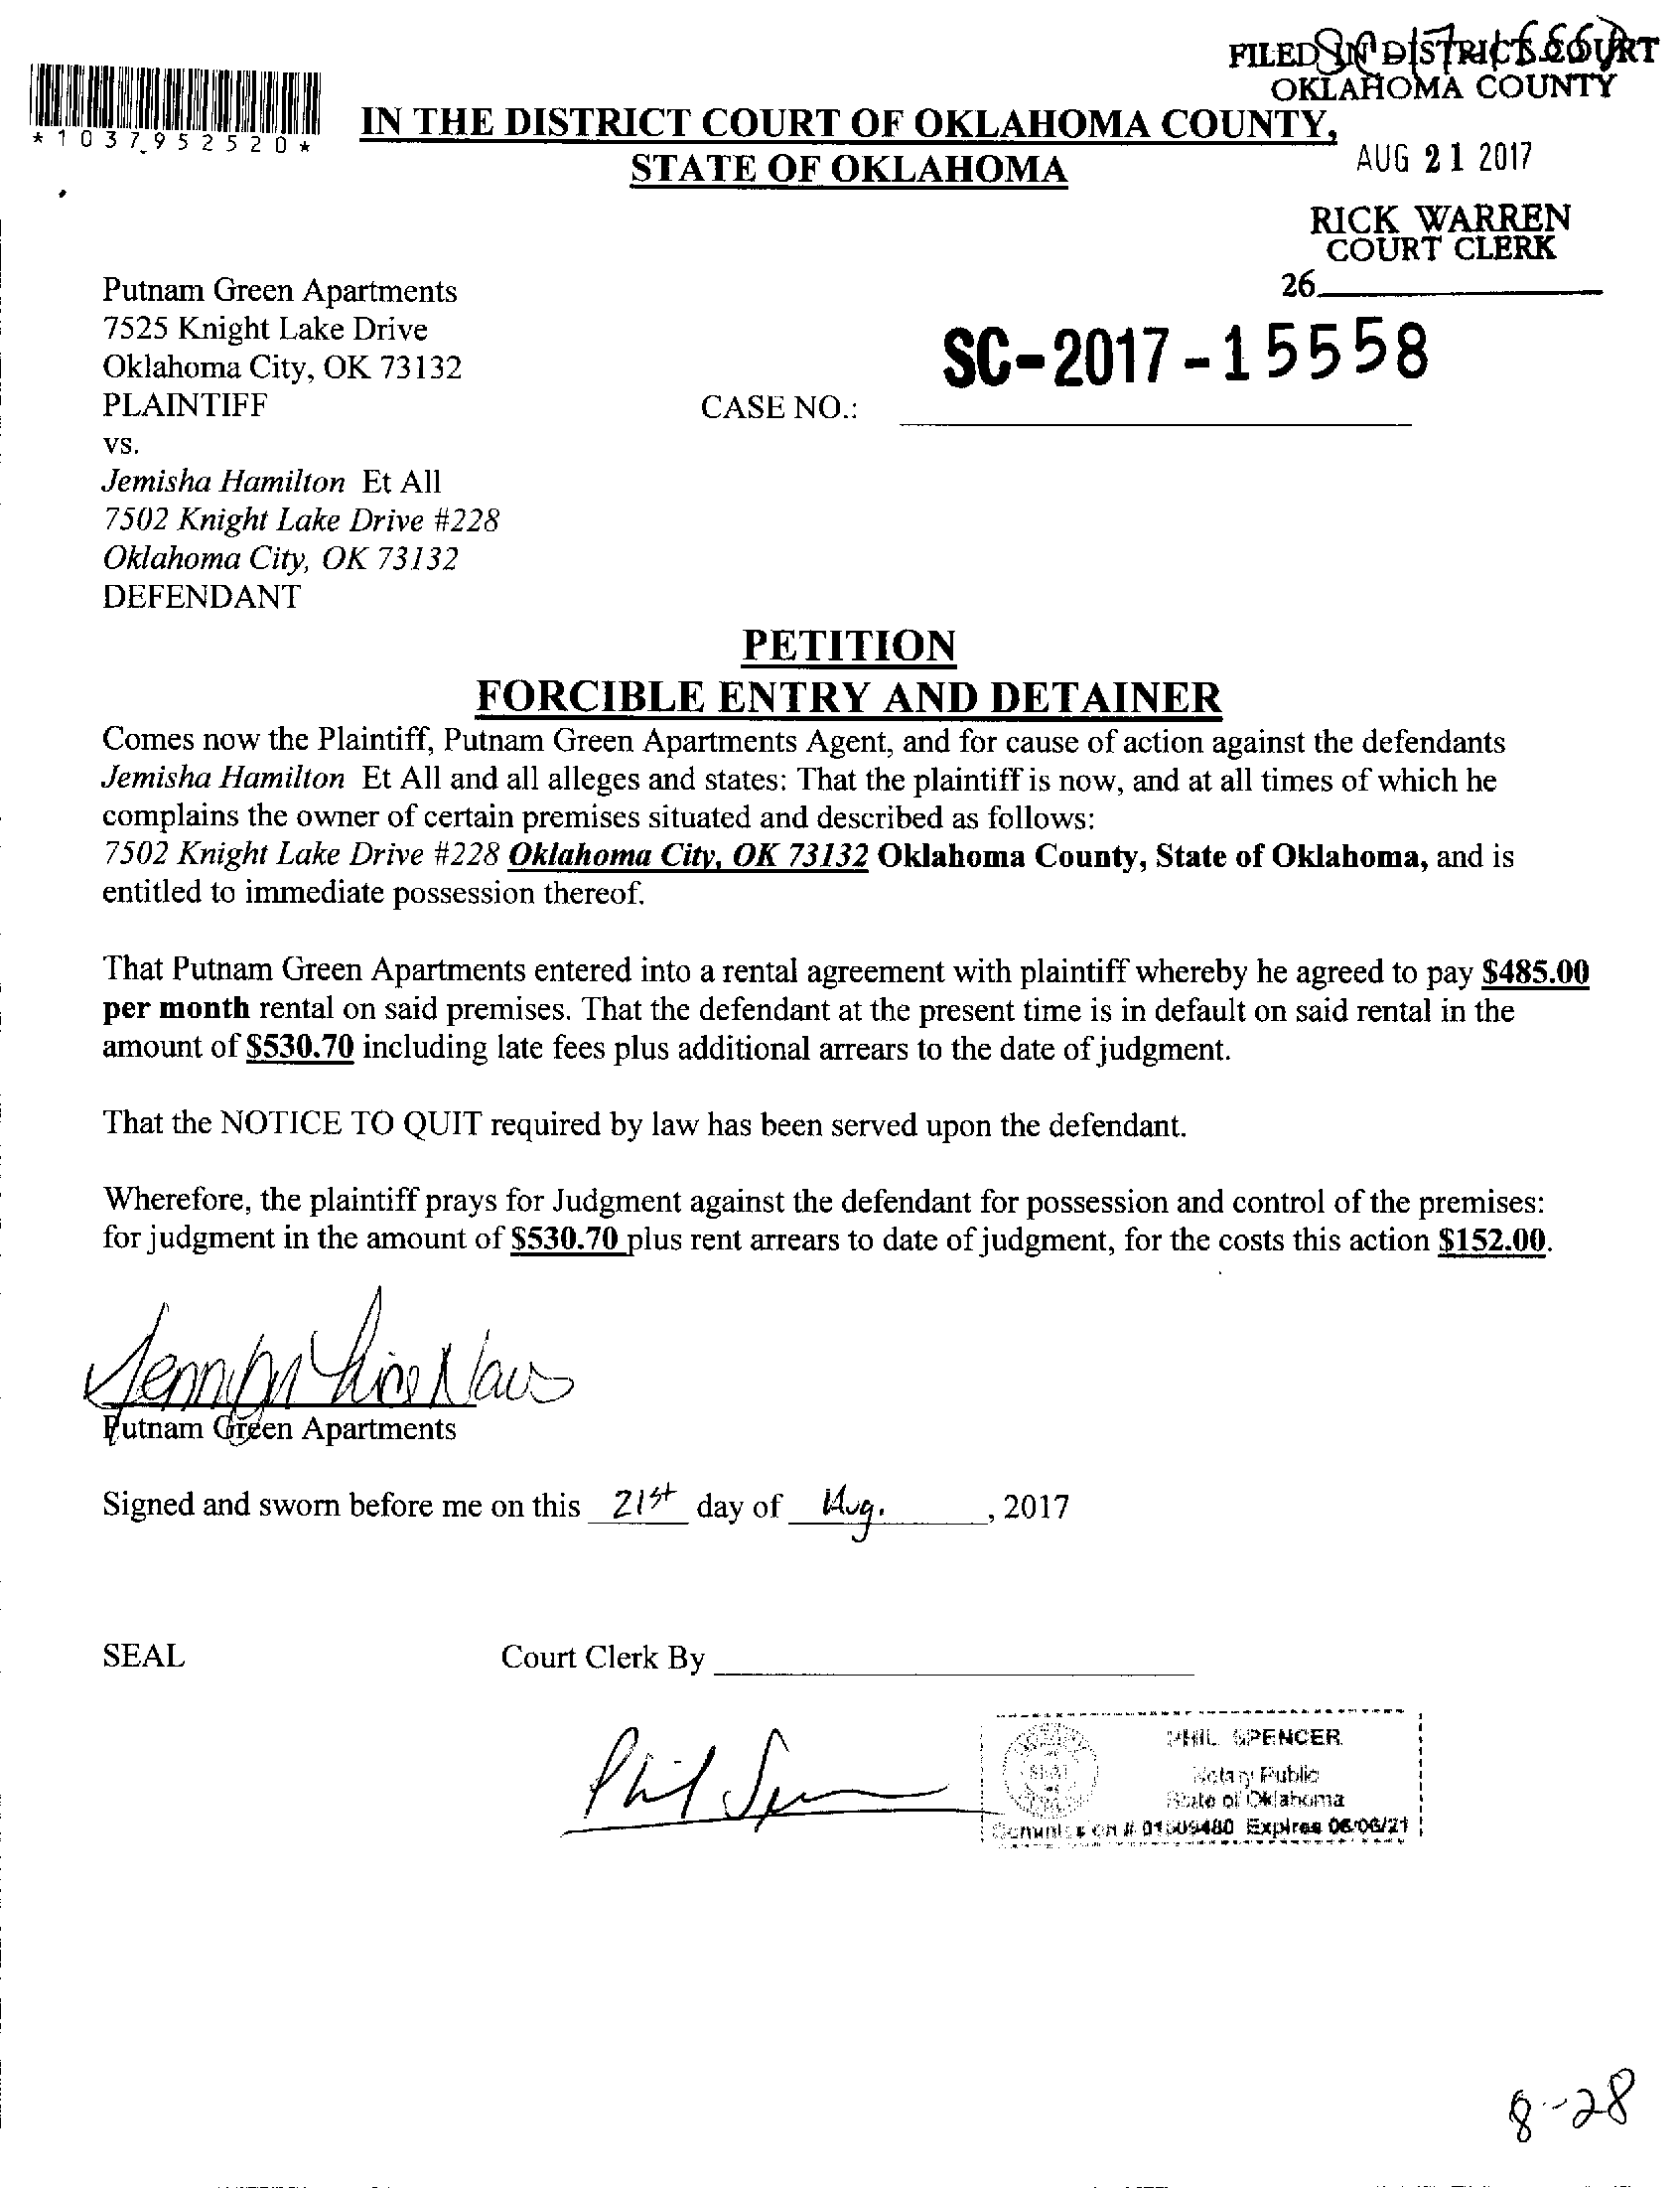 FILED IN DISTRICT COURT
OKLAHOMA COUNTY
*1037952520*
IN THE DISTRICT COURT OF OKLAHOMA COUNTY,
STATE OF OKLAHOMA
AUG 21 2017
RICK WARREN
COURT CLERK
26
Putnam Green Apartments
7525 Knight Lake Drive
Oklahoma City, OK 73132
PLAINTIFF
CASE NO.: SC-2017-15558
vs.
Jemisha Hamilton Et All
7502 Knight Lake Drive #228
Oklahoma City, OK 73132
DEFENDANT
PETITION
FORCIBLE ENTRY AND DETAINER
Comes now the Plaintiff, Putnam Green Apartments Agent, and for cause of action against the defendants
Jemisha Hamilton Et All and all alleges and states: That the plaintiff is now, and at all times of which he
complains the owner of certain premises situated and described as follows:
7502 Knight Lake Drive #228 Oklahoma City, OK 73132 Oklahoma County, State of Oklahoma, and is
entitled to immediate possession thereof.
That Putnam Green Apartments entered into a rental agreement with plaintiff whereby he agreed to pay $485.00
per month rental on said premises. That the defendant at the present time is in default on said rental in the
amount of $530.70 including late fees plus additional arrears to the date of judgment.
That the NOTICE TO QUIT required by law has been served upon the defendant.
Wherefore, the plaintiff prays for Judgment against the defendant for possession and control of the premises:
for judgment in the amount of $530.70 plus rent arrears to date of judgment, for the costs this action $152.00.
Putnam Green Apartments
Signed and sworn before me on this 21st day of Aug. , 2017
SEAL
Court Clerk By
Phil
PHIL SPENCER
SEAL
Notary Public
State of Oklahoma
Commission # 01009480 Expires 06/06/21
8-28